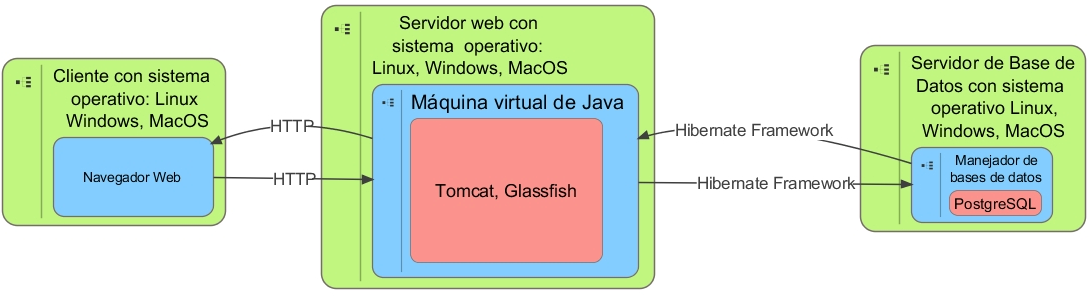 Cliente con sistema
operativo: Linux
Windows, MacOS
Navegador Web
HTTP
HTTP
Servidor web con
sistema operativo:
Linux, Windows, MacOS
Máquina virtual de Java
Tomcat, Glassfish
Hibernate Framework
Hibernate Framework
Servidor de Base de
Datos con sistema
operativo Linux,
Windows, MacOS
Manejador de
bases de datos
PostgreSQL